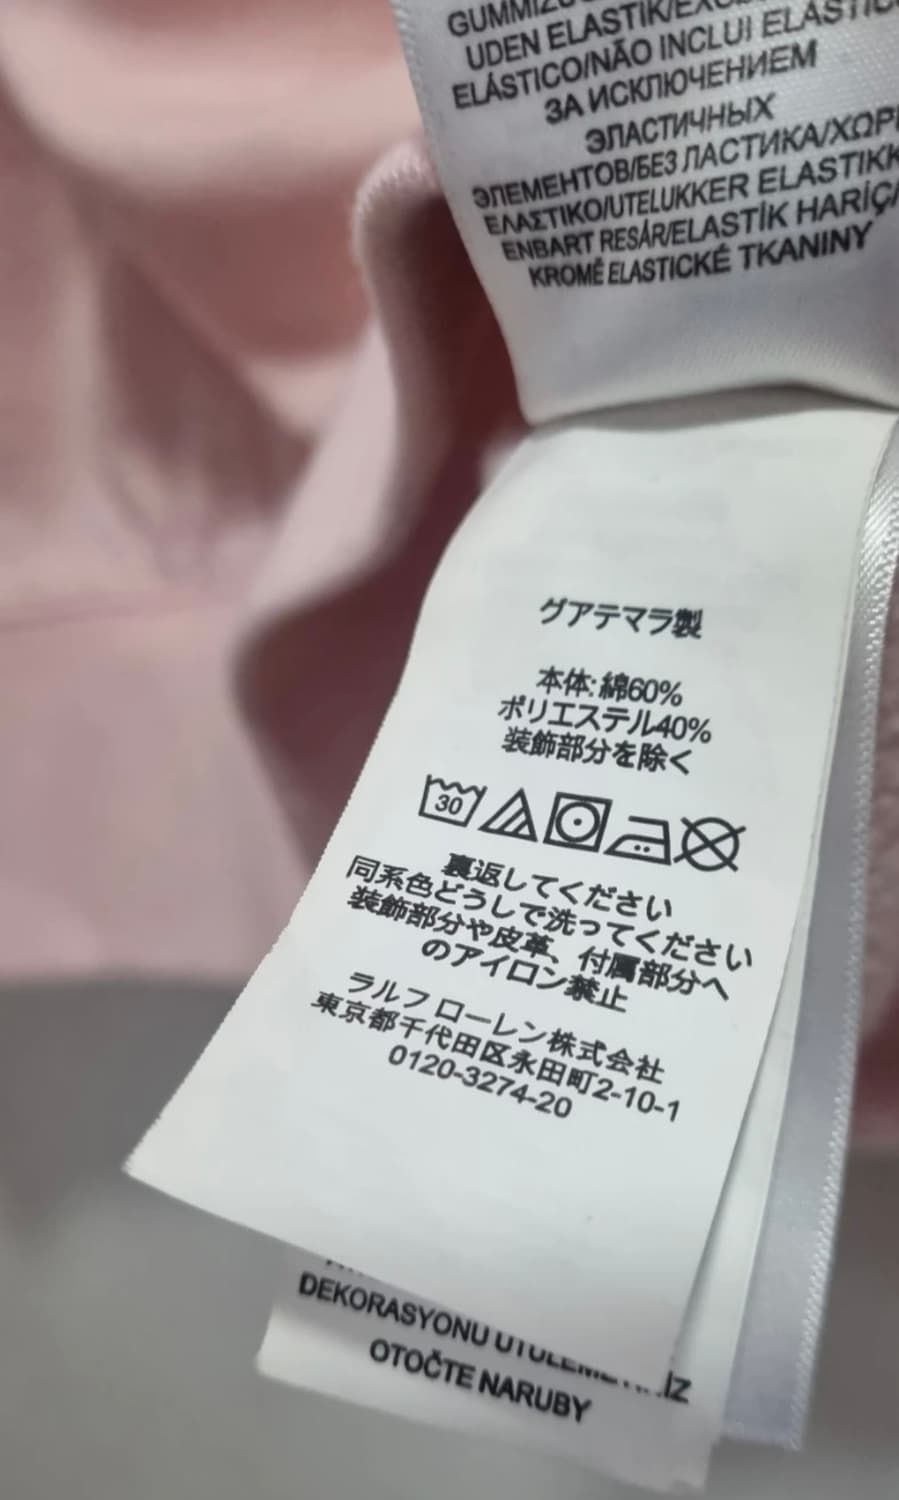 UDEN ELASTIK/
ELÁSTICO/NÃO INCLUI ELÁSTIC
ЗА ИСКЛЮЧЕНИЕМ
ЭЛАСТИЧНЫХ
ЭЛЕМЕНТОВ/БЕЗ ЛАСТИКА/ΧΩΡ
ΕΛΑΣΤΙΚΟ/UTELUKKER ELASTIKK
ENBART RESÅR/ELASTİK HARİÇ/
KROMĚ ELASTICKÉ TKANINY
グアテマラ製
本体: 綿60%
ポリエステル40%
装飾部分を除く
30
裏返してください
同系色どうしで洗ってください
装飾部分や皮革、付属部分へ
のアイロン禁止
ラルフ ローレン株式会社
東京都千代田区永田町2-10-1
0120-3274-20
DEKORASYONU
OTOČTE NARUBY